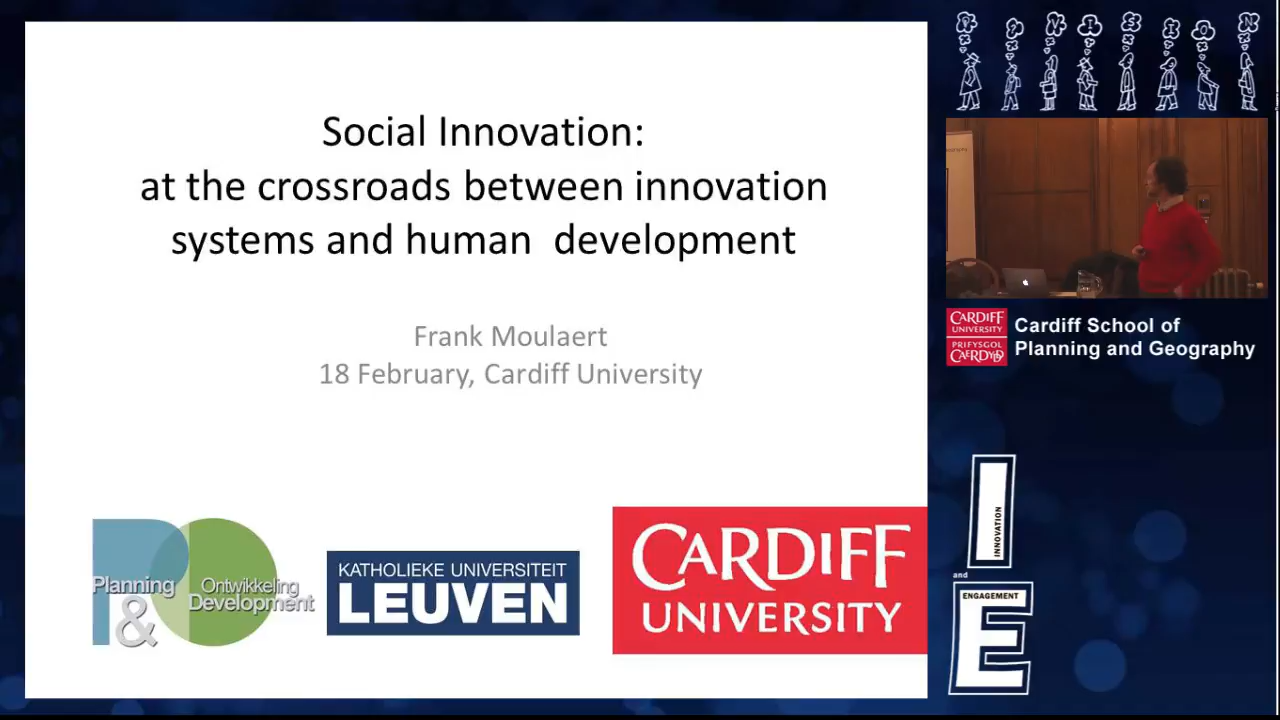 Social Innovation:
at the crossroads between innovation
systems and human development
Frank Moulaert
18 February, Cardiff University
Planning
&
Ontwikkeling
Development
KATHOLIEKE UNIVERSITEIT
LEUVEN
CARDIFF
UNIVERSITY
CARDIFF
UNIVERSITY
PRIFYSGOL
CAERDYDD
Cardiff School of
Planning and Geography
I
INNOVATION
and
ENGAGEMENT
E